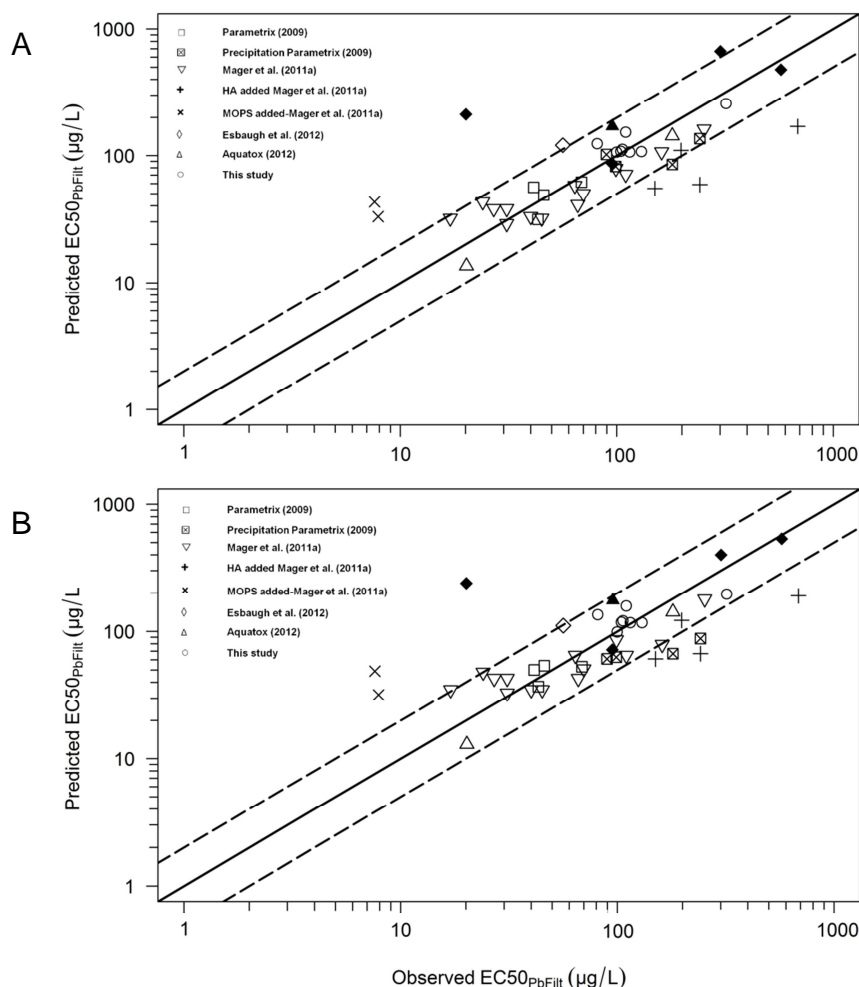 A
1000
100
10
1
Predicted EC50PbFilt (µg/L)
Parametrix (2009)
Precipitation Parametrix (2009)
Mager et al. (2011a)
HA added Mager et al. (2011a)
MOPS added-Mager et al. (2011a)
Esbaugh et al. (2012)
Aquatox (2012)
This study
1 10 100 1000
B
1000
100
10
1
Predicted EC50PbFilt (µg/L
Parametrix (2009)
Precipitation Parametrix (2009)
Mager et al. (2011a)
HA added Mager et al. (2011a)
MOPS added-Mager et al. (2011a)
Esbaugh et al. (2012)
Aquatox (2012)
This study
1 10 100 1000
Observed EC50PbFilt (µg/L)